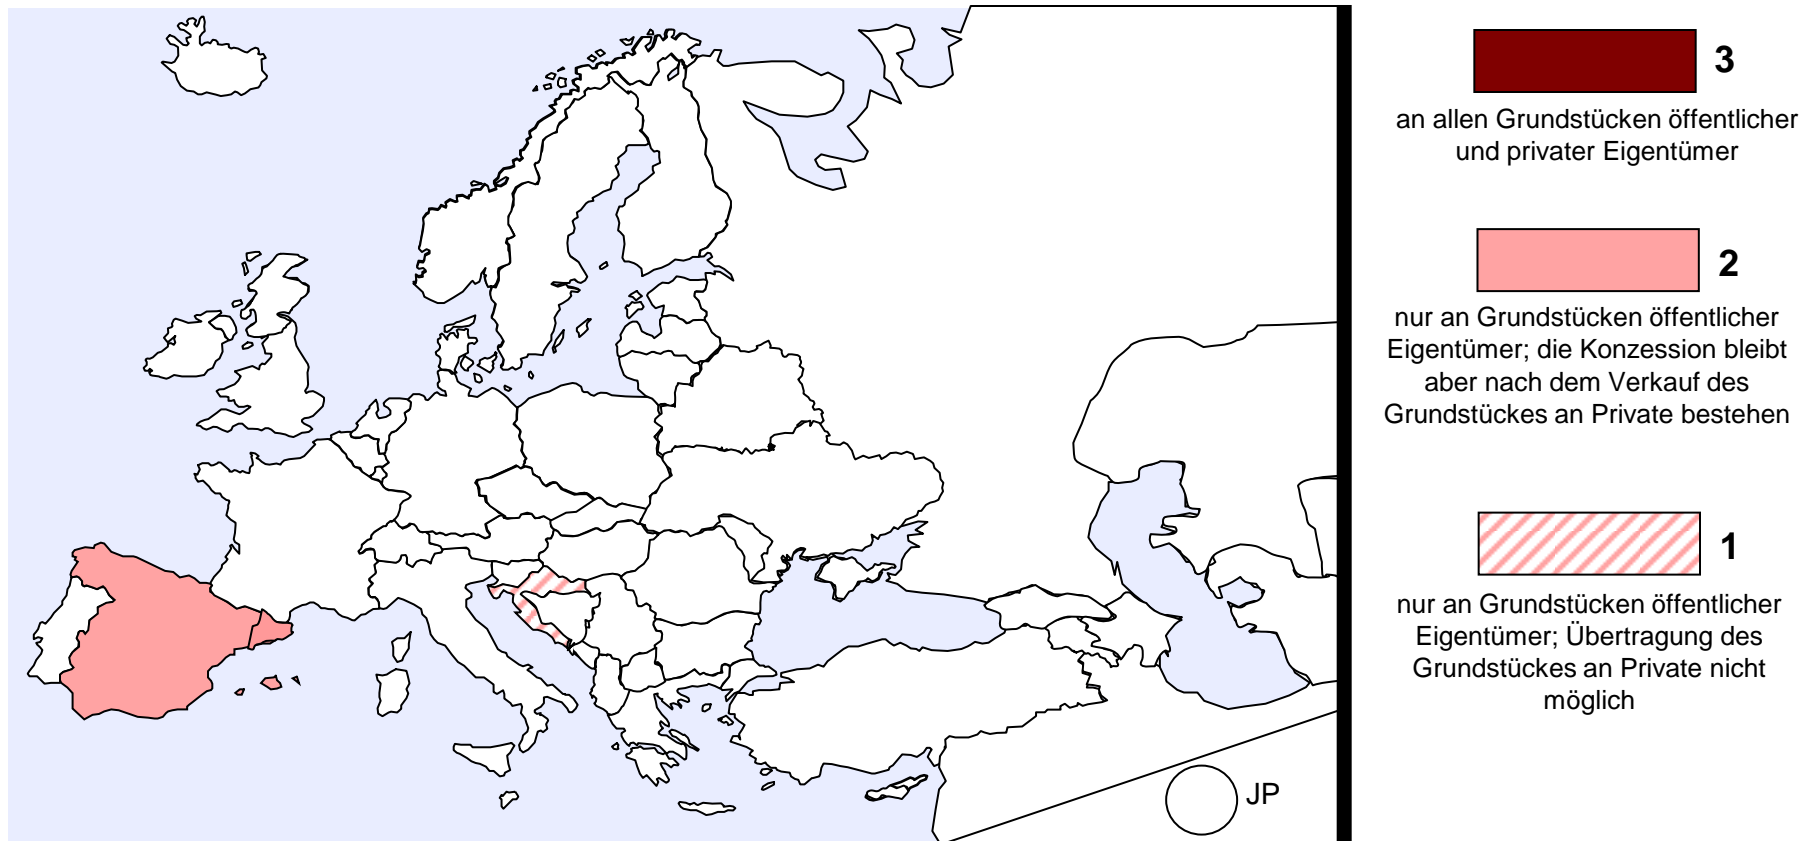 3
an allen Grundstücken öffentlicher
und privater Eigentümer
2
nur an Grundstücken öffentlicher
Eigentümer; die Konzession bleibt
aber nach dem Verkauf des
Grundstückes an Private bestehen
1
nur an Grundstücken öffentlicher
Eigentümer; Übertragung des
Grundstückes an Private nicht
möglich
JP